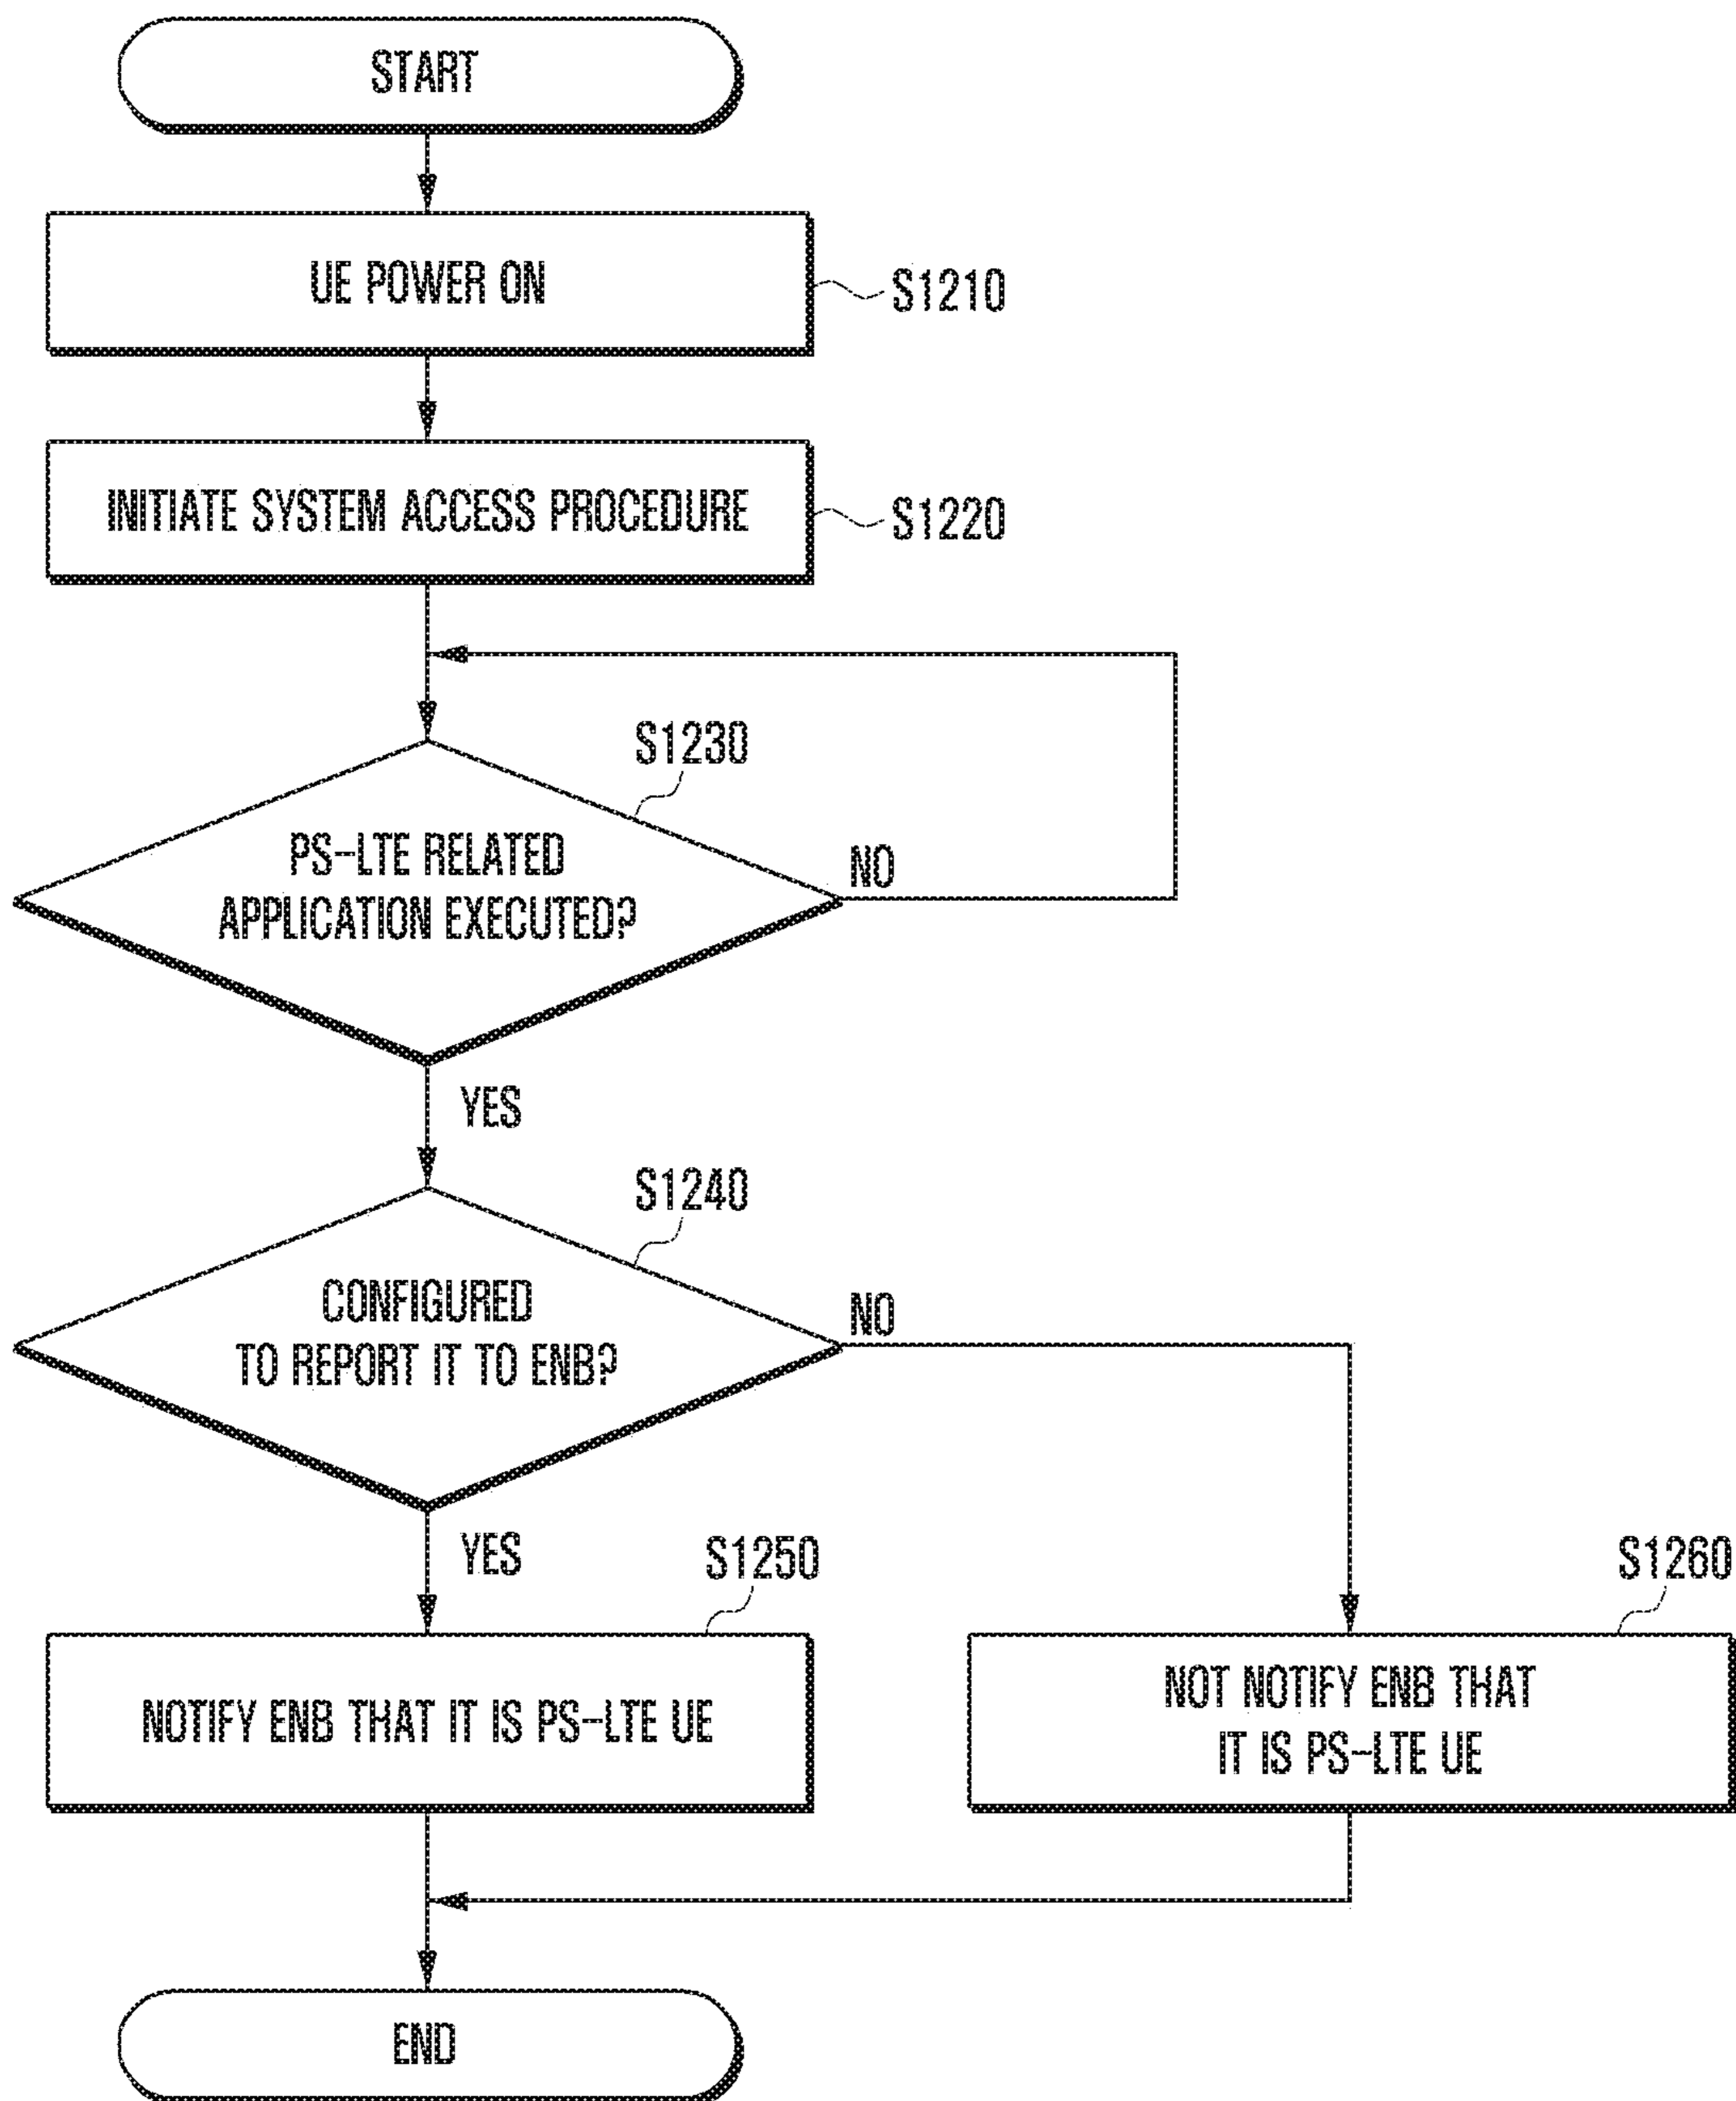 START
UE POWER ON
S1210
INITIATE SYSTEM ACCESS PROCEDURE
S1220
S1230
PS-LTE RELATED
APPLICATION EXECUTED?
NO
YES
S1240
CONFIGURED
TO REPORT IT TO ENB?
NO
YES
S1250
NOTIFY ENB THAT IT IS PS-LTE UE
S1260
NOT NOTIFY ENB THAT
IT IS PS-LTE UE
END